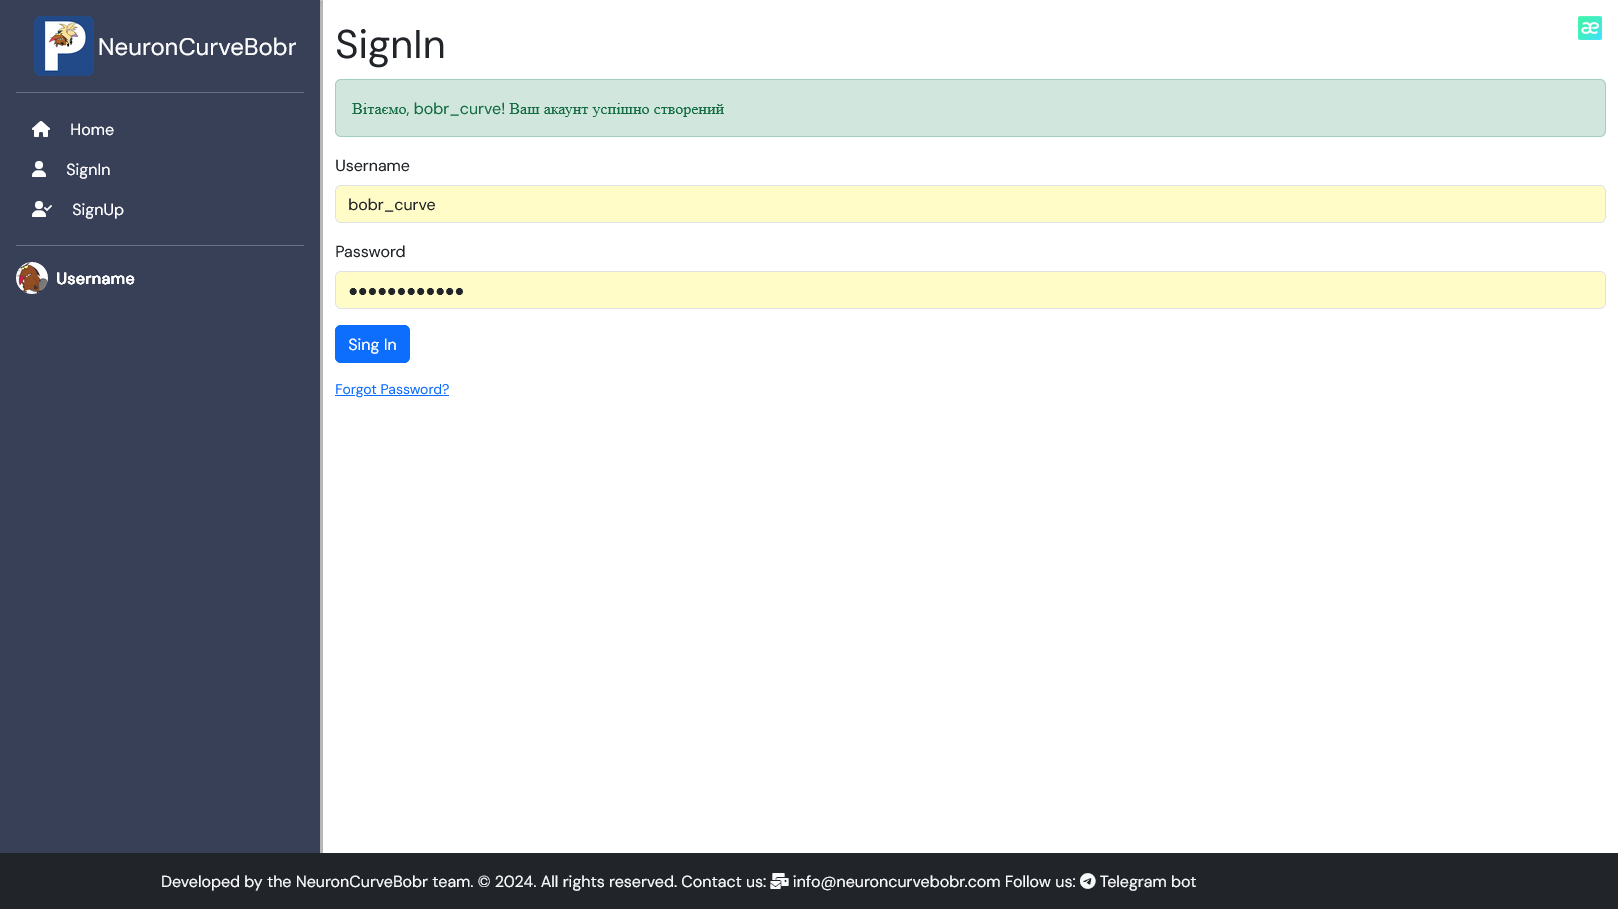 NeuronCurveBobr
Home
SignIn
SignUp
Username
SignIn
æ
Вітаємо, bobr_curve! Ваш акаунт успішно створений
Username
bobr_curve
Password
●●●●●●●●●●●●
Sing In
Forgot Password?
Developed by the NeuronCurveBobr team. © 2024. All rights reserved. Contact us: info@neuroncurvebobr.com Follow us: Telegram bot